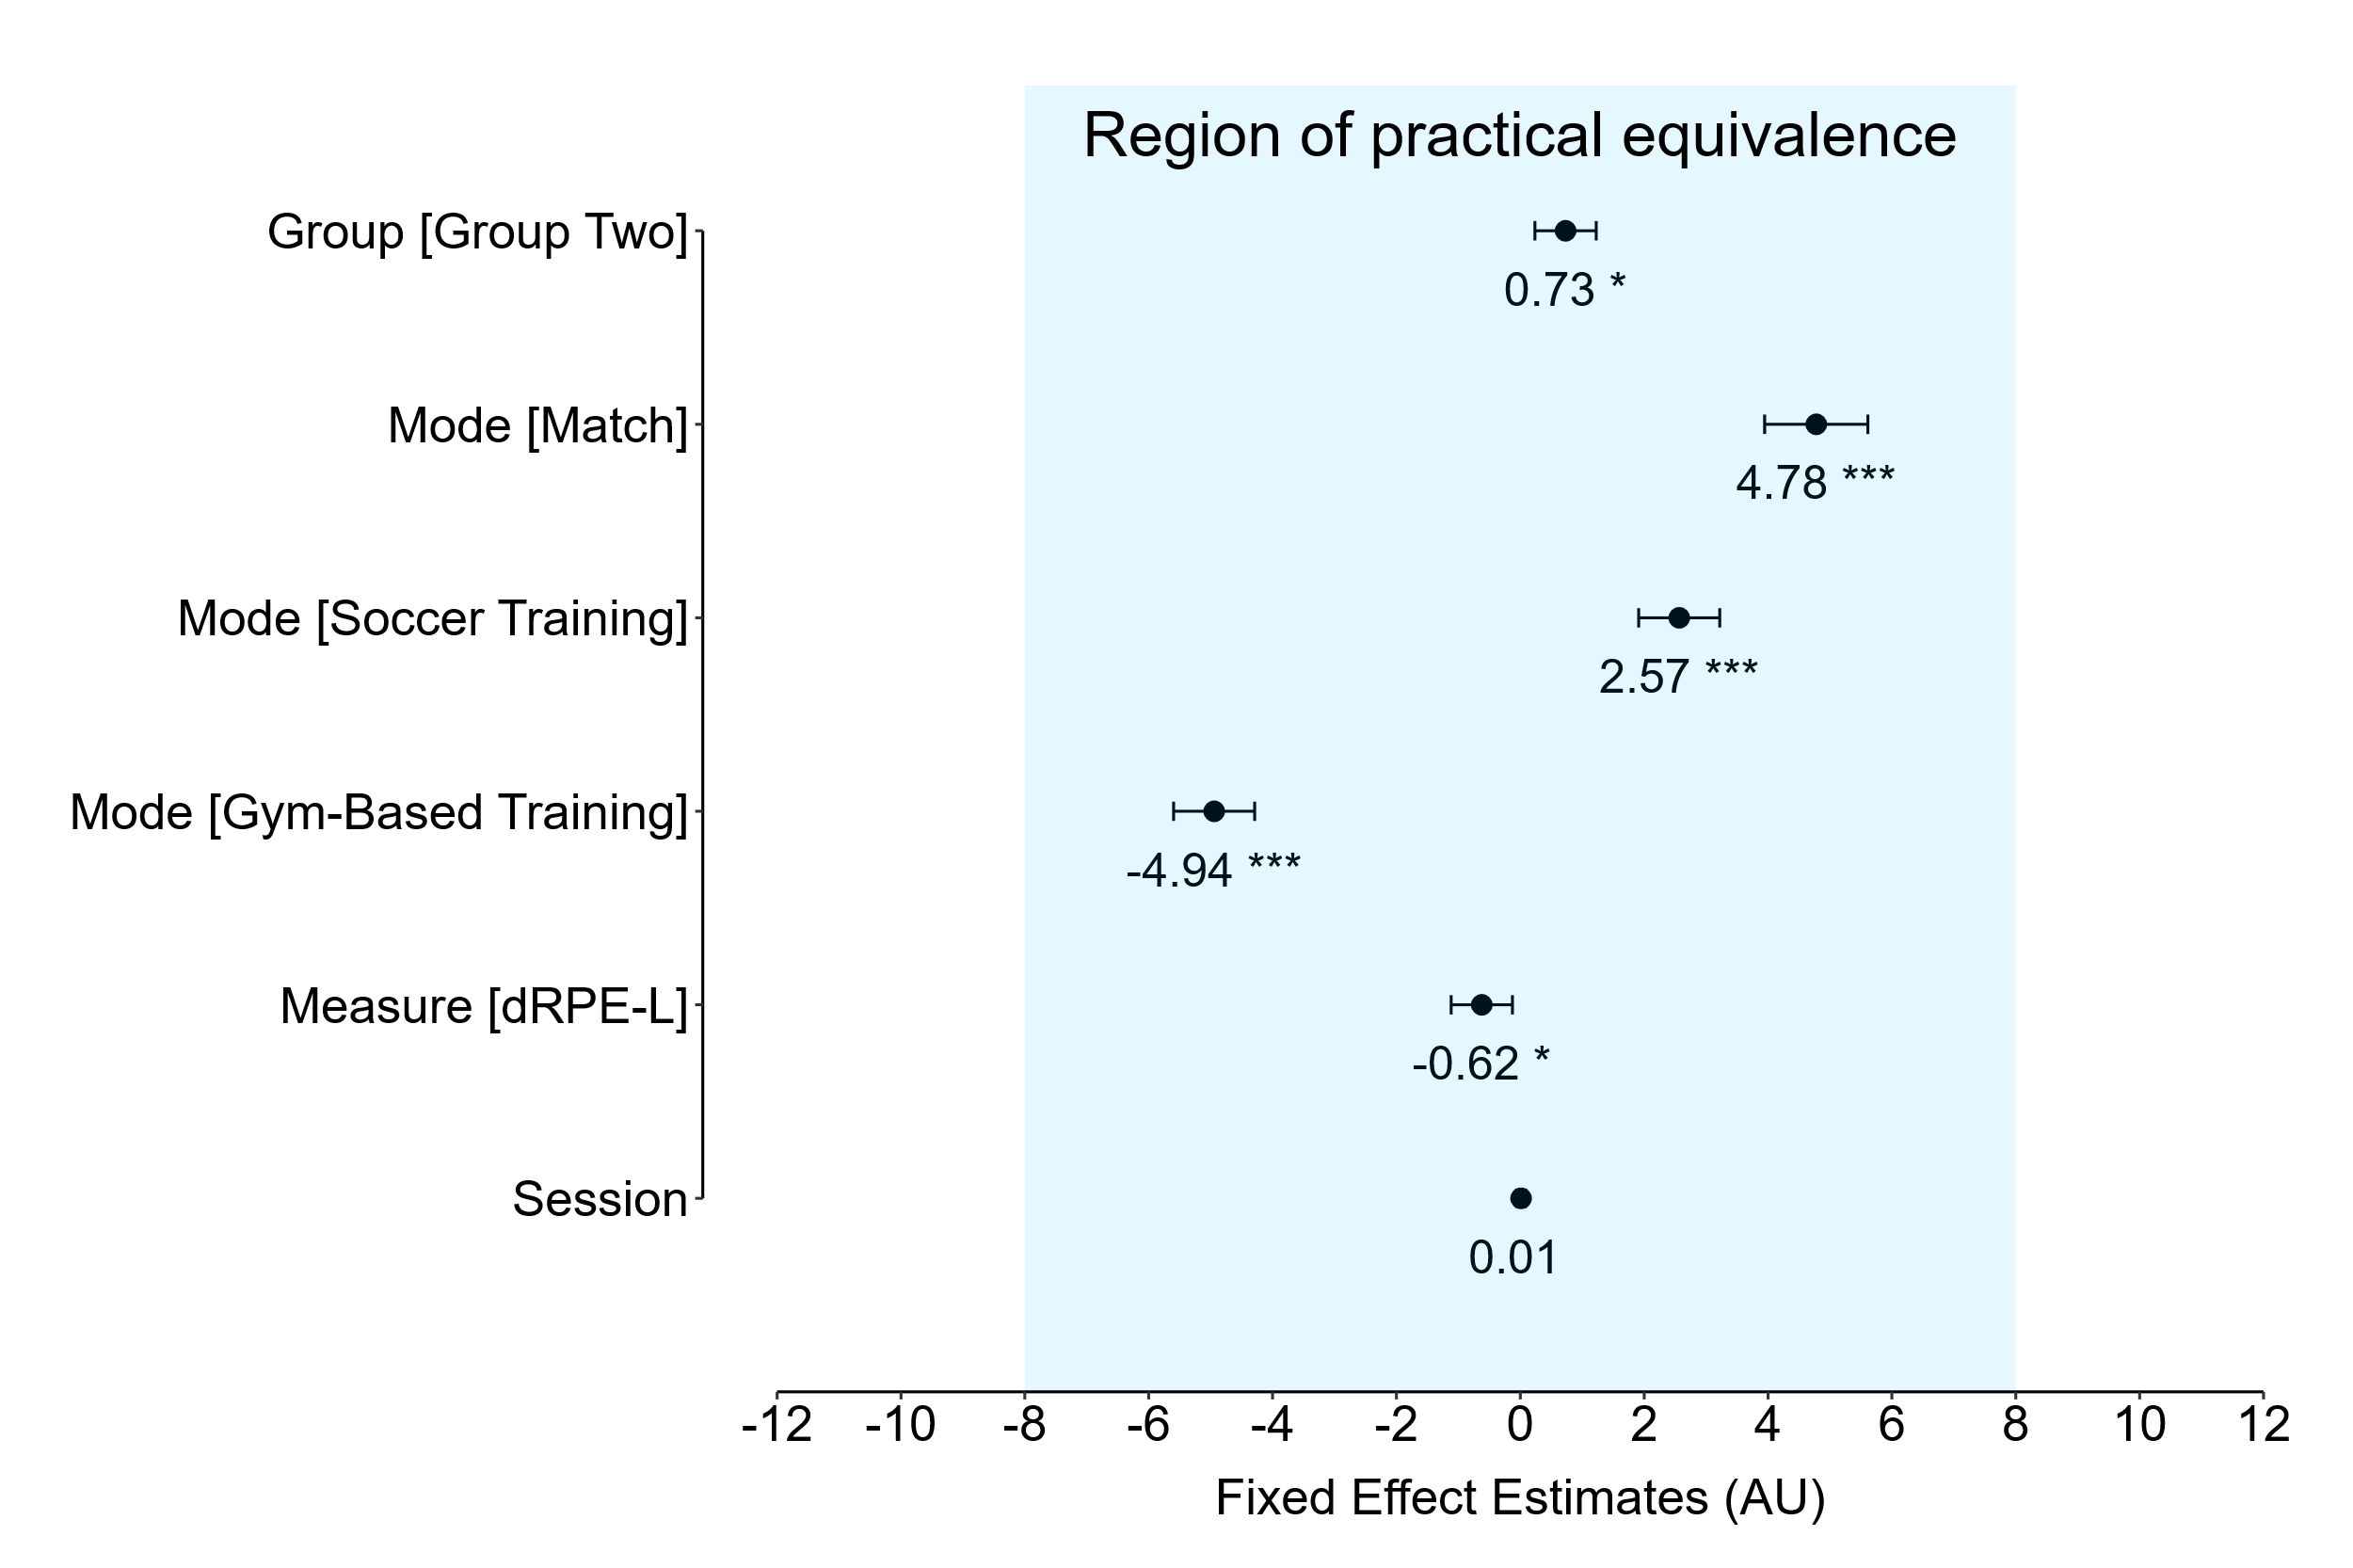 Region of practical equivalence
Group [Group Two]
0.73 *
Mode [Match]
4.78 ***
Mode [Soccer Training]
2.57 ***
Mode [Gym-Based Training]
-4.94 ***
Measure [dRPE-L]
-0.62 *
Session
0.01
-12 -10 -8 -6 -4 -2 0 2 4 6 8 10 12
Fixed Effect Estimates (AU)